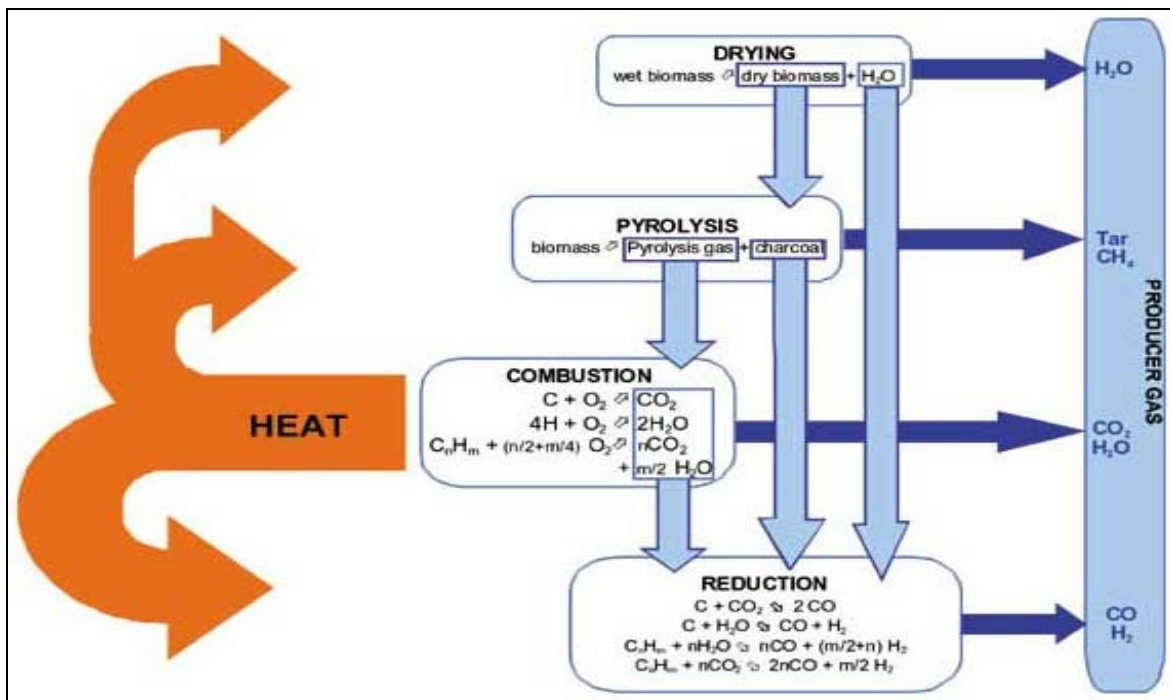 DRYING
wet biomass ⬀ dry biomass + H₂O
H₂O
PYROLYSIS
biomass ⬀ Pyrolysis gas + charcoal
Tar
CH₄
PRODUCER GAS
HEAT
COMBUSTION
C + O₂ ⬀ CO₂
4H + O₂ ⬀ 2H₂O
CₙHₘ + (n/2+m/4) O₂ ⬀ nCO₂
+ m/2 H₂O
CO₂
H₂O
REDUCTION
C + CO₂ ⬂ 2 CO
C + H₂O ⬂ CO + H₂
CₙHₘ + nH₂O ⬂ nCO + (m/2+n) H₂
CₙHₘ + nCO₂ ⬂ 2nCO + m/2 H₂
CO
H₂